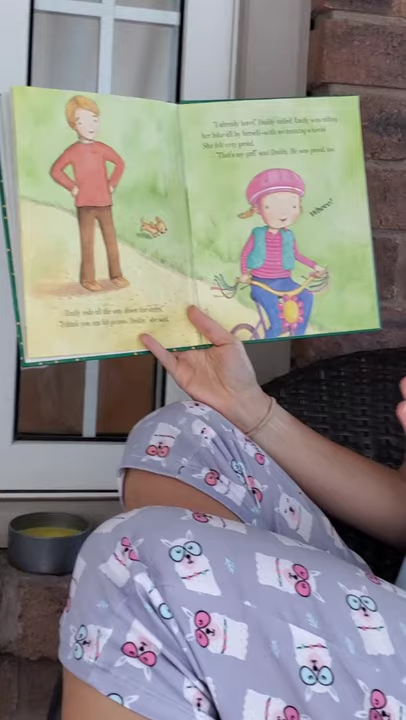 Emily rode all the way down the
"I think you can let go now, Daddy," she said.
"I already have!" Daddy called. Emily was riding
her bike all by herself—with no training wheels!
She felt very proud.
"That's my girl!" said Daddy. He was proud, too.
Wheee!